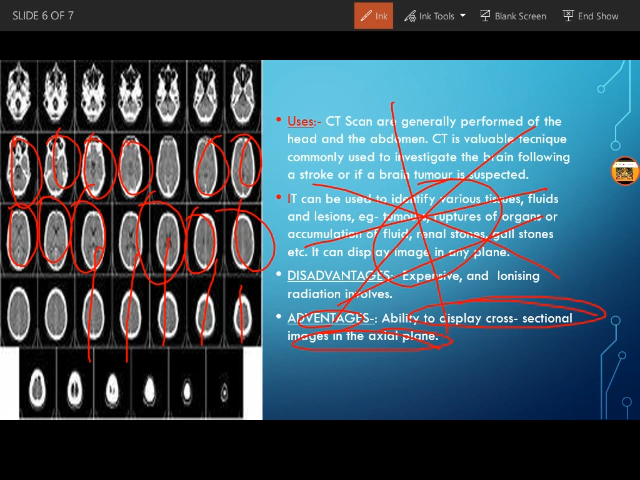 SLIDE 6 OF 7
Ink
Ink Tools
Blank Screen
End Show
• Uses:- CT Scan are generally performed of the
head and the abdomen. CT is valuable tecnique
commonly used to investigate the brain following
a stroke or if a brain tumour is suspected.
• IT can be used to identify various tissues, fluids
and lesions, eg- tumours, ruptures of organs or
accumulation of fluid, renal stones, gall stones
etc. It can display image in any plane.
• DISADVANTAGES- Expensive, and Ionising
radiation involves.
• ADVENTAGES-: Ability to display cross- sectional
images in the axial plane.